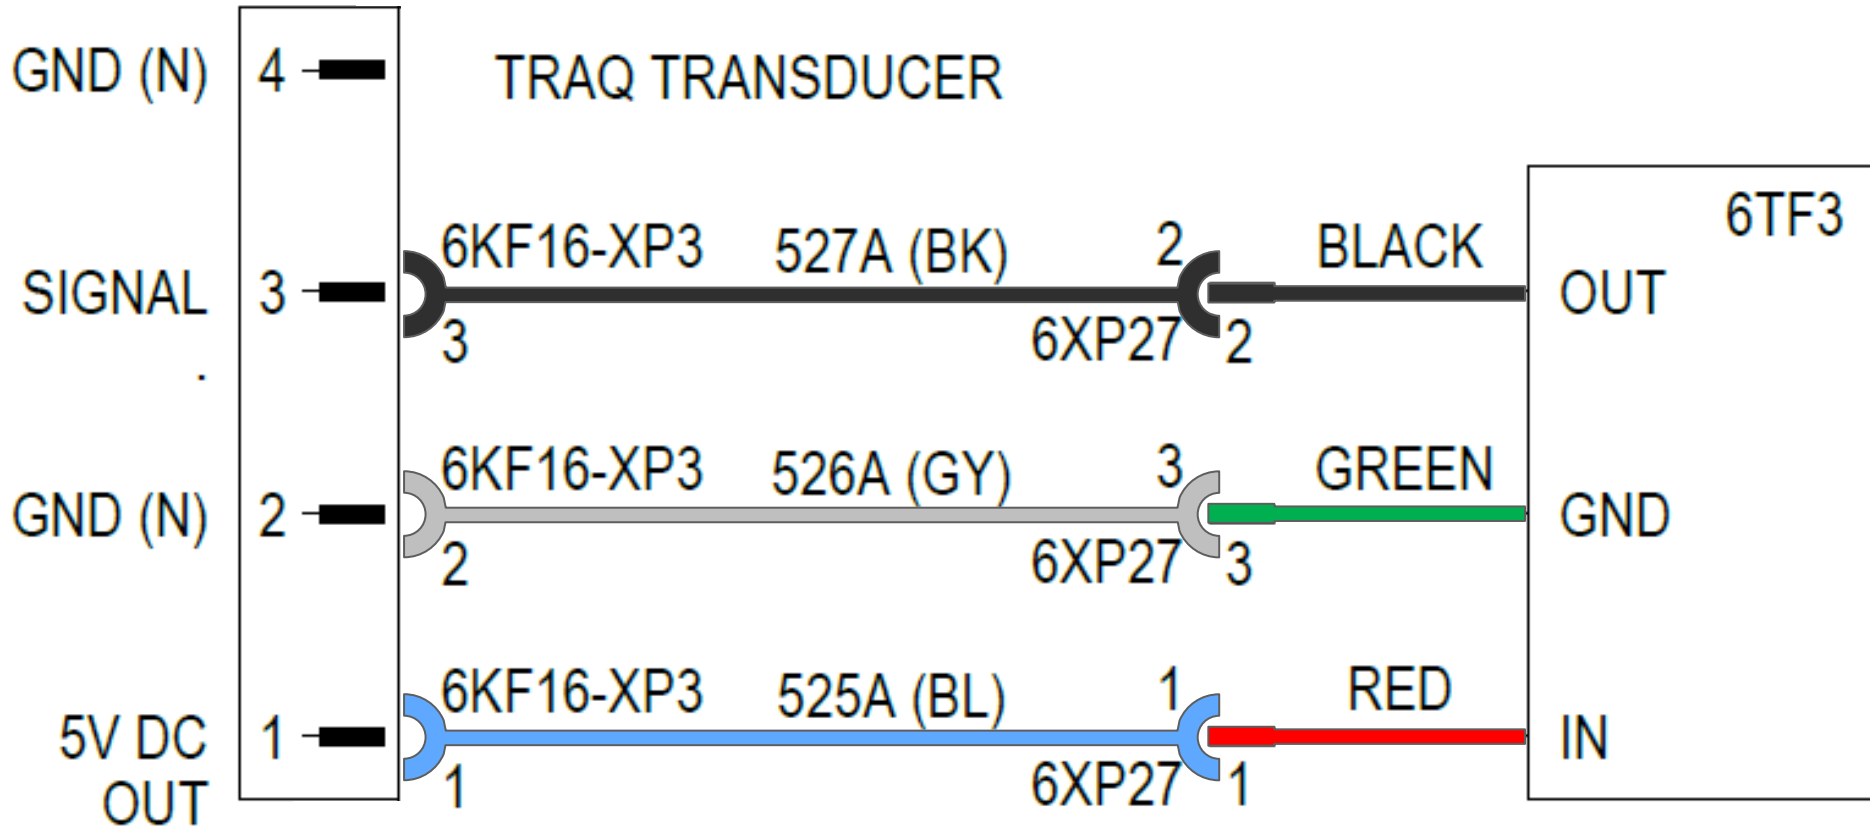 GND (N) 4 TRAQ TRANSDUCER
6TF3
6KF16-XP3 527A (BK) 2 BLACK
SIGNAL 3 OUT
3 6XP27 2
.
6KF16-XP3 526A (GY) 3 GREEN
GND (N) 2 GND
2 6XP27 3
6KF16-XP3 525A (BL) 1 RED
5V DC 1 IN
OUT 1 6XP27 1